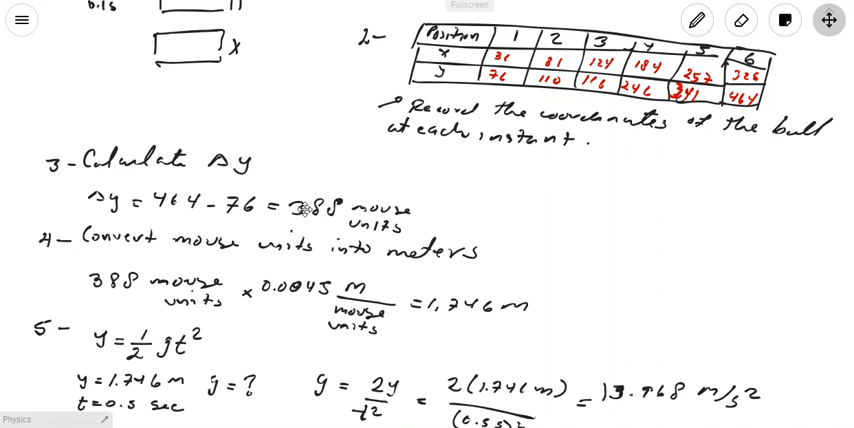 Fullscreen
0.1s
x
2-
Position 1 2 3 4 5 6
x 31 81 124 184 257 326
y 76 110 116 246 341 464
Record the coordinates of the ball
at each instant.
3 - Calculate Δy
Δy = 464 - 76 = 388 mouse
units
4 - Convert mouse units into meters
388 mouse units × 0.0045 m / mouse units = 1.746 m
5 -
y = 1/2 gt²
y = 1.746 m g = ? g = 2y / t² = 2(1.746m) / (0.5s)² = 13.968 m/s²
t = 0.5 sec
Physics